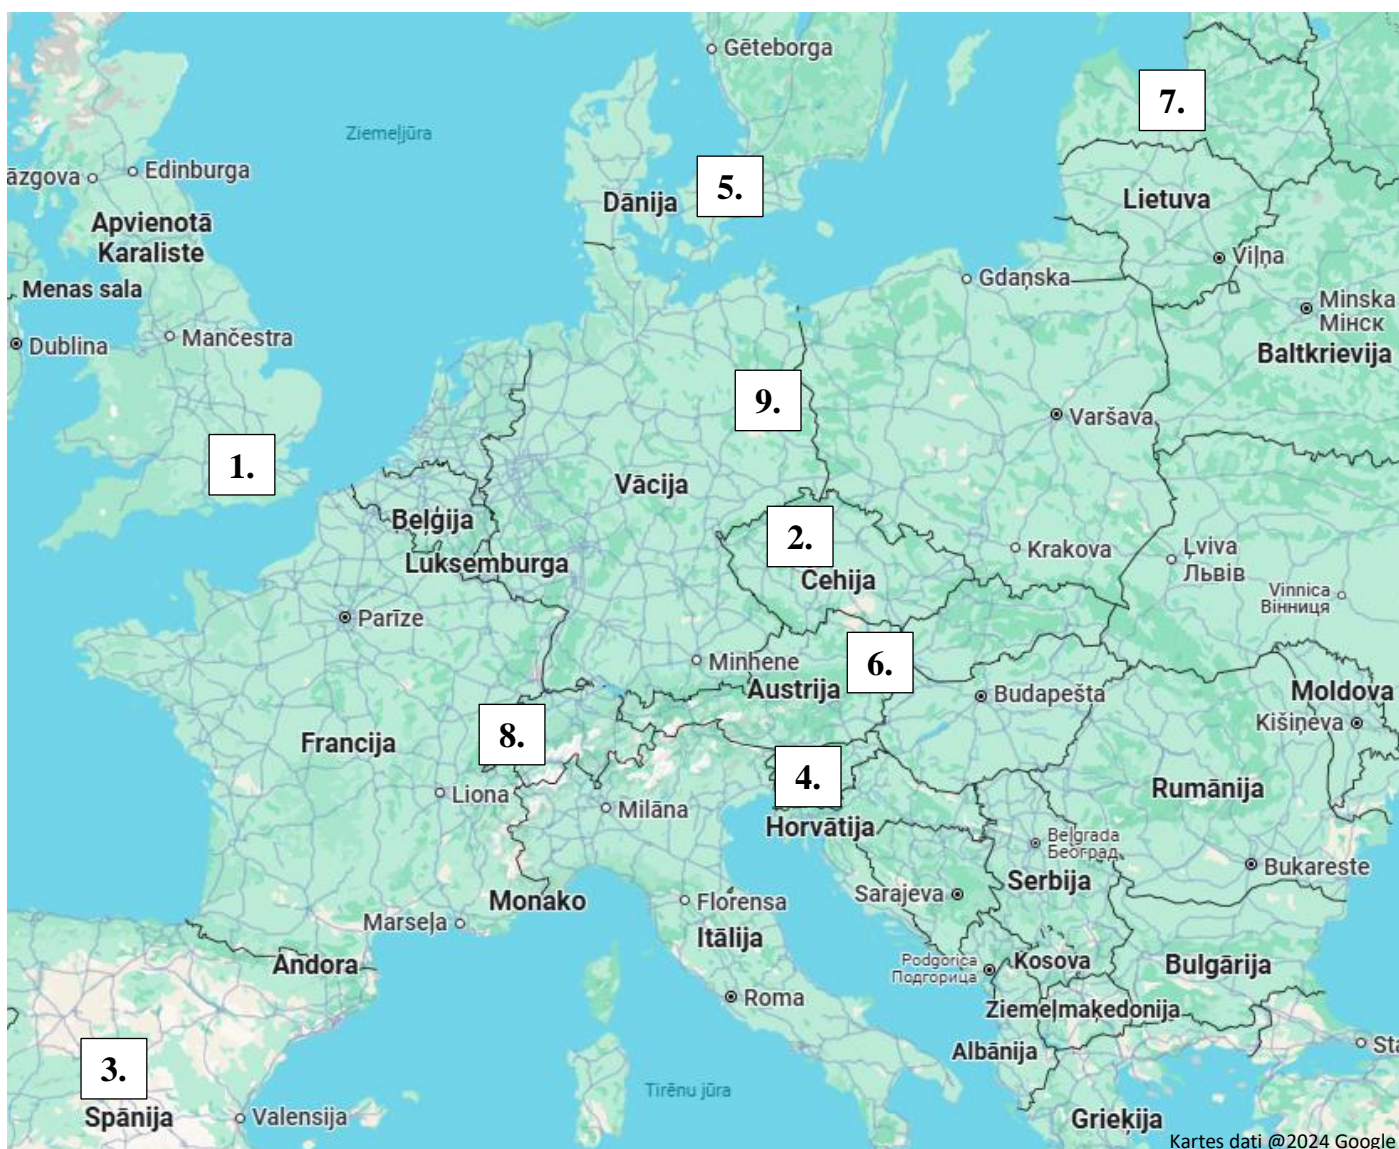 Gēteborga
7.
Ziemeļjūra
āzgova
Edinburga
5.
Dānija
Lietuva
Apvienotā
Karaliste
Viļņa
Gdaņska
Menas sala
Minska
Мінск
Mančestra
Dublina
Baltkrievija
9.
Varšava
1.
Vācija
Beļģija
2.
Krakova
Ļviva
Львів
Luksemburga
Čehija
Vinnica
Вінниця
Parīze
Minhene
6.
Austrija
Budapešta
Moldova
Kišiņeva
8.
Francija
4.
Liona
Milāna
Rumānija
Horvātija
Belgrada
Београд
Bukareste
Serbija
Sarajeva
Monako
Florensa
Marseļa
Itālija
Andora
Podgorica
Подгорица
Kosova
Bulgārija
Roma
Ziemeļmaķedonija
3.
Albānija
Sta
Tirēnu jūra
Spānija
Valensija
Grieķija
Kartes dati @2024 Google